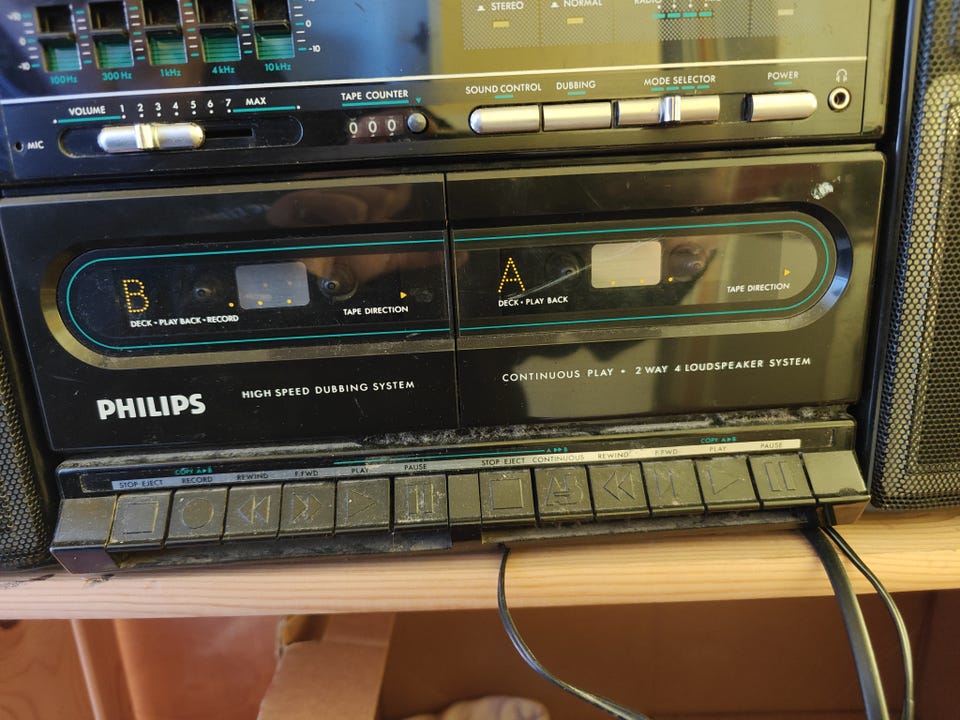 STEREO NORMAL
100Hz 300Hz 1kHz 4kHz 10kHz
-10
SOUND CONTROL DUBBING MODE SELECTOR POWER
VOLUME 1 2 3 4 5 6 7 MAX
TAPE COUNTER
000
MIC
B
DECK • PLAY BACK • RECORD
TAPE DIRECTION
A
DECK • PLAY BACK
TAPE DIRECTION
PHILIPS
HIGH SPEED DUBBING SYSTEM
CONTINUOUS PLAY • 2 WAY 4 LOUDSPEAKER SYSTEM
COPY A▸B
STOP EJECT RECORD REWIND F.FWD PLAY PAUSE
COPY A▸B
STOP EJECT CONTINUOUS REWIND F.FWD PLAY PAUSE